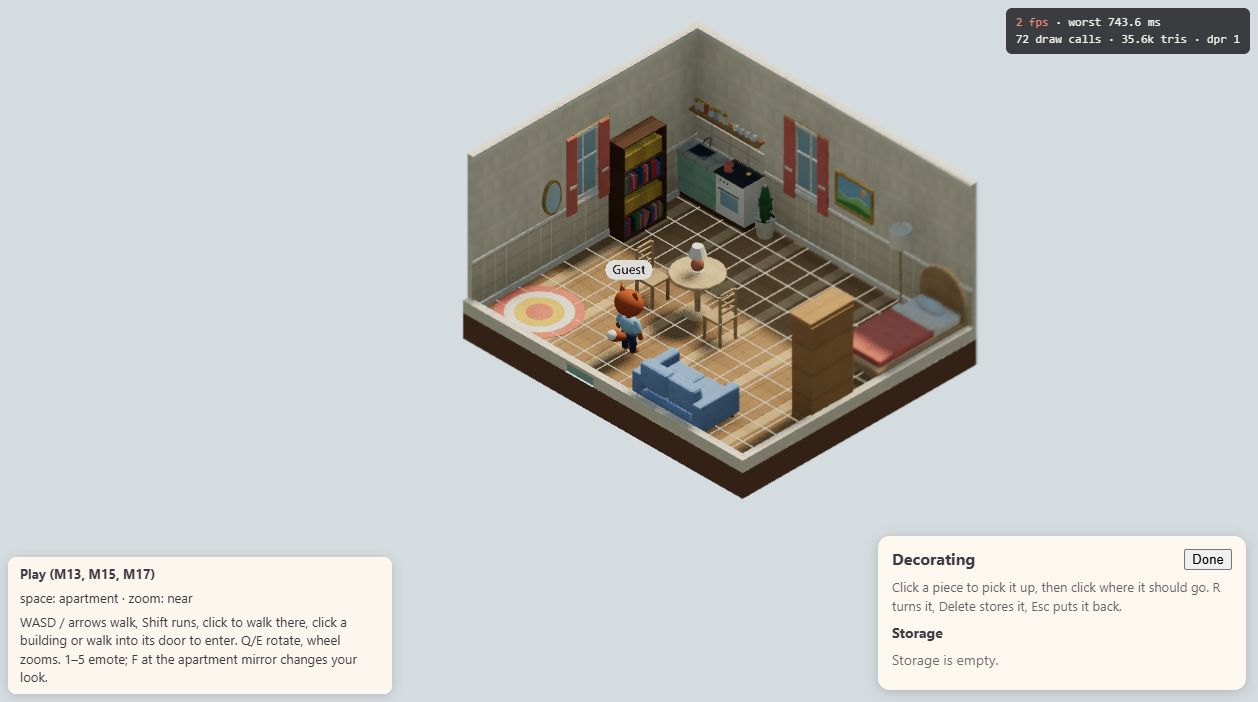 2 fps · worst 743.6 ms
72 draw calls · 35.6k tris · dpr 1
Guest
Play (M13, M15, M17)
space: apartment · zoom: near
WASD / arrows walk, Shift runs, click to walk there, click a
building or walk into its door to enter. Q/E rotate, wheel
zooms. 1–5 emote; F at the apartment mirror changes your
look.
Decorating
Done
Click a piece to pick it up, then click where it should go. R
turns it, Delete stores it, Esc puts it back.
Storage
Storage is empty.